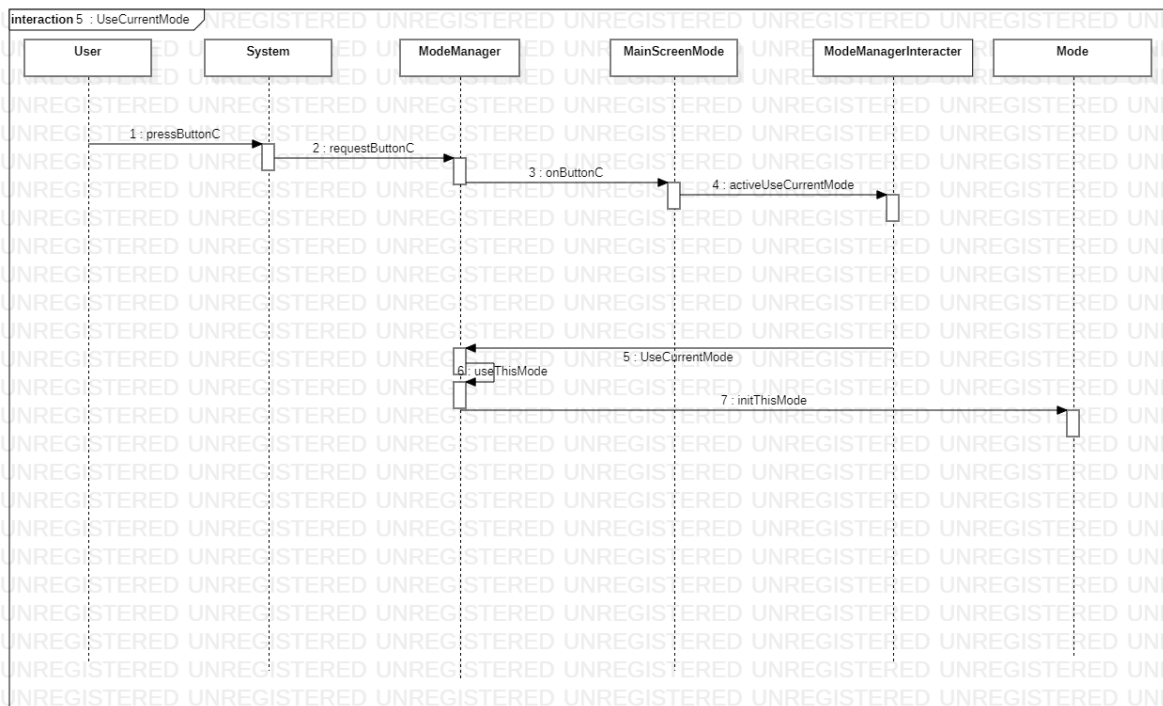 interaction 5 : UseCurrentMode
User
System
ModeManager
MainScreenMode
ModeManagerInteracter
Mode
1 : pressButtonC
2 : requestButtonC
3 : onButtonC
4 : activeUseCurrentMode
5 : UseCurrentMode
6 : useThisMode
7 : initThisMode
UNREGISTERED